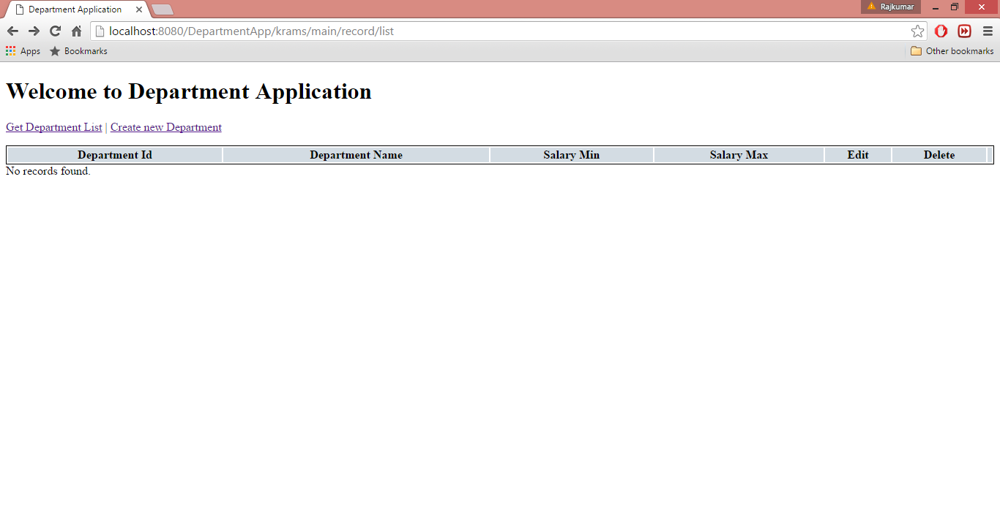 Department Application
Rajkumar
localhost:8080/DepartmentApp/krams/main/record/list
Apps Bookmarks Other bookmarks
Welcome to Department Application
Get Department List | Create new Department
Department Id Department Name Salary Min Salary Max Edit Delete
No records found.